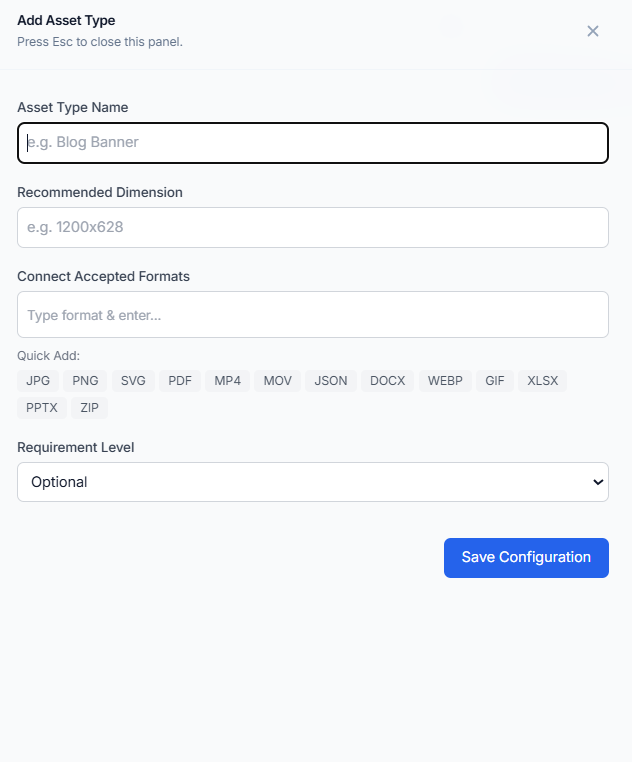 Add Asset Type
Press Esc to close this panel.
Asset Type Name
e.g. Blog Banner
Recommended Dimension
e.g. 1200x628
Connect Accepted Formats
Type format & enter...
Quick Add:
JPG PNG SVG PDF MP4 MOV JSON DOCX WEBP GIF XLSX
PPTX ZIP
Requirement Level
Optional
Save Configuration